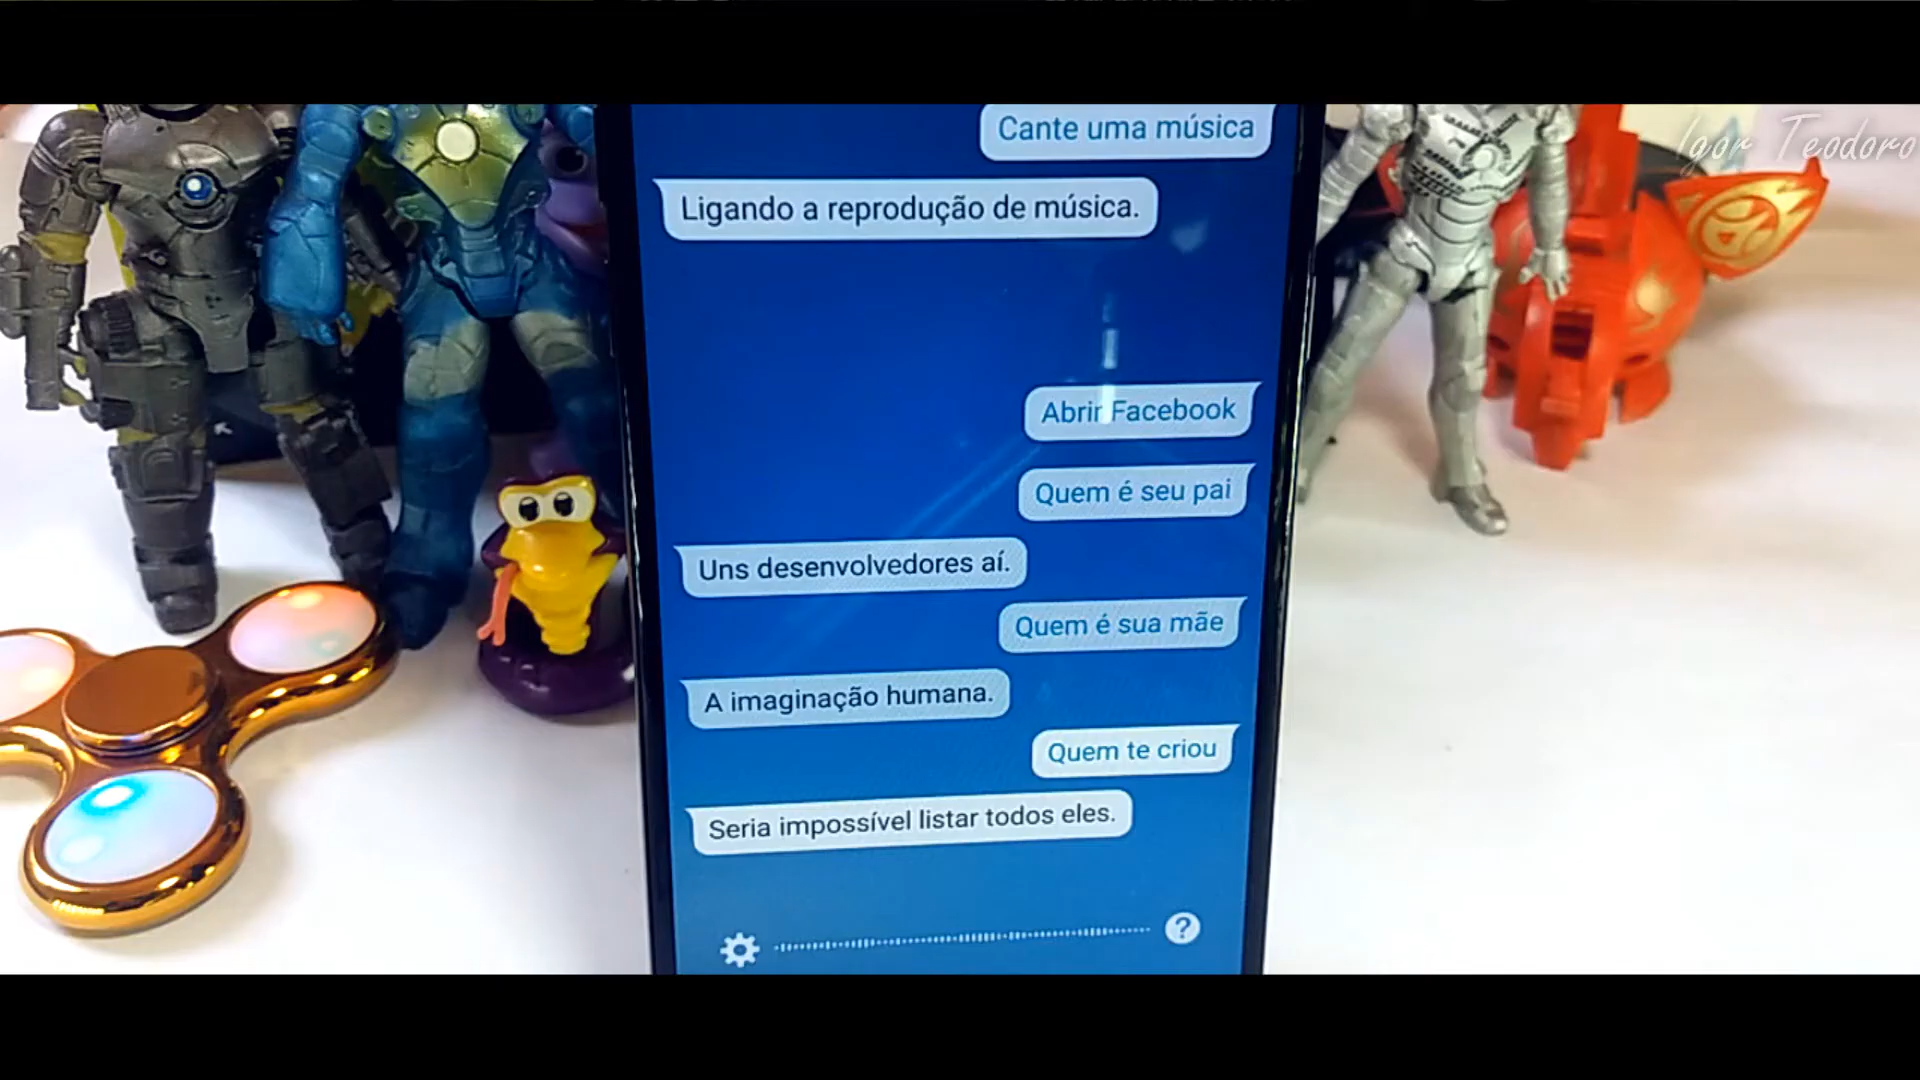 Igor Teodoro
Cante uma música
Ligando a reprodução de música.
Abrir Facebook
Quem é seu pai
Uns desenvolvedores aí.
Quem é sua mãe
A imaginação humana.
Quem te criou
Seria impossível listar todos eles.
?